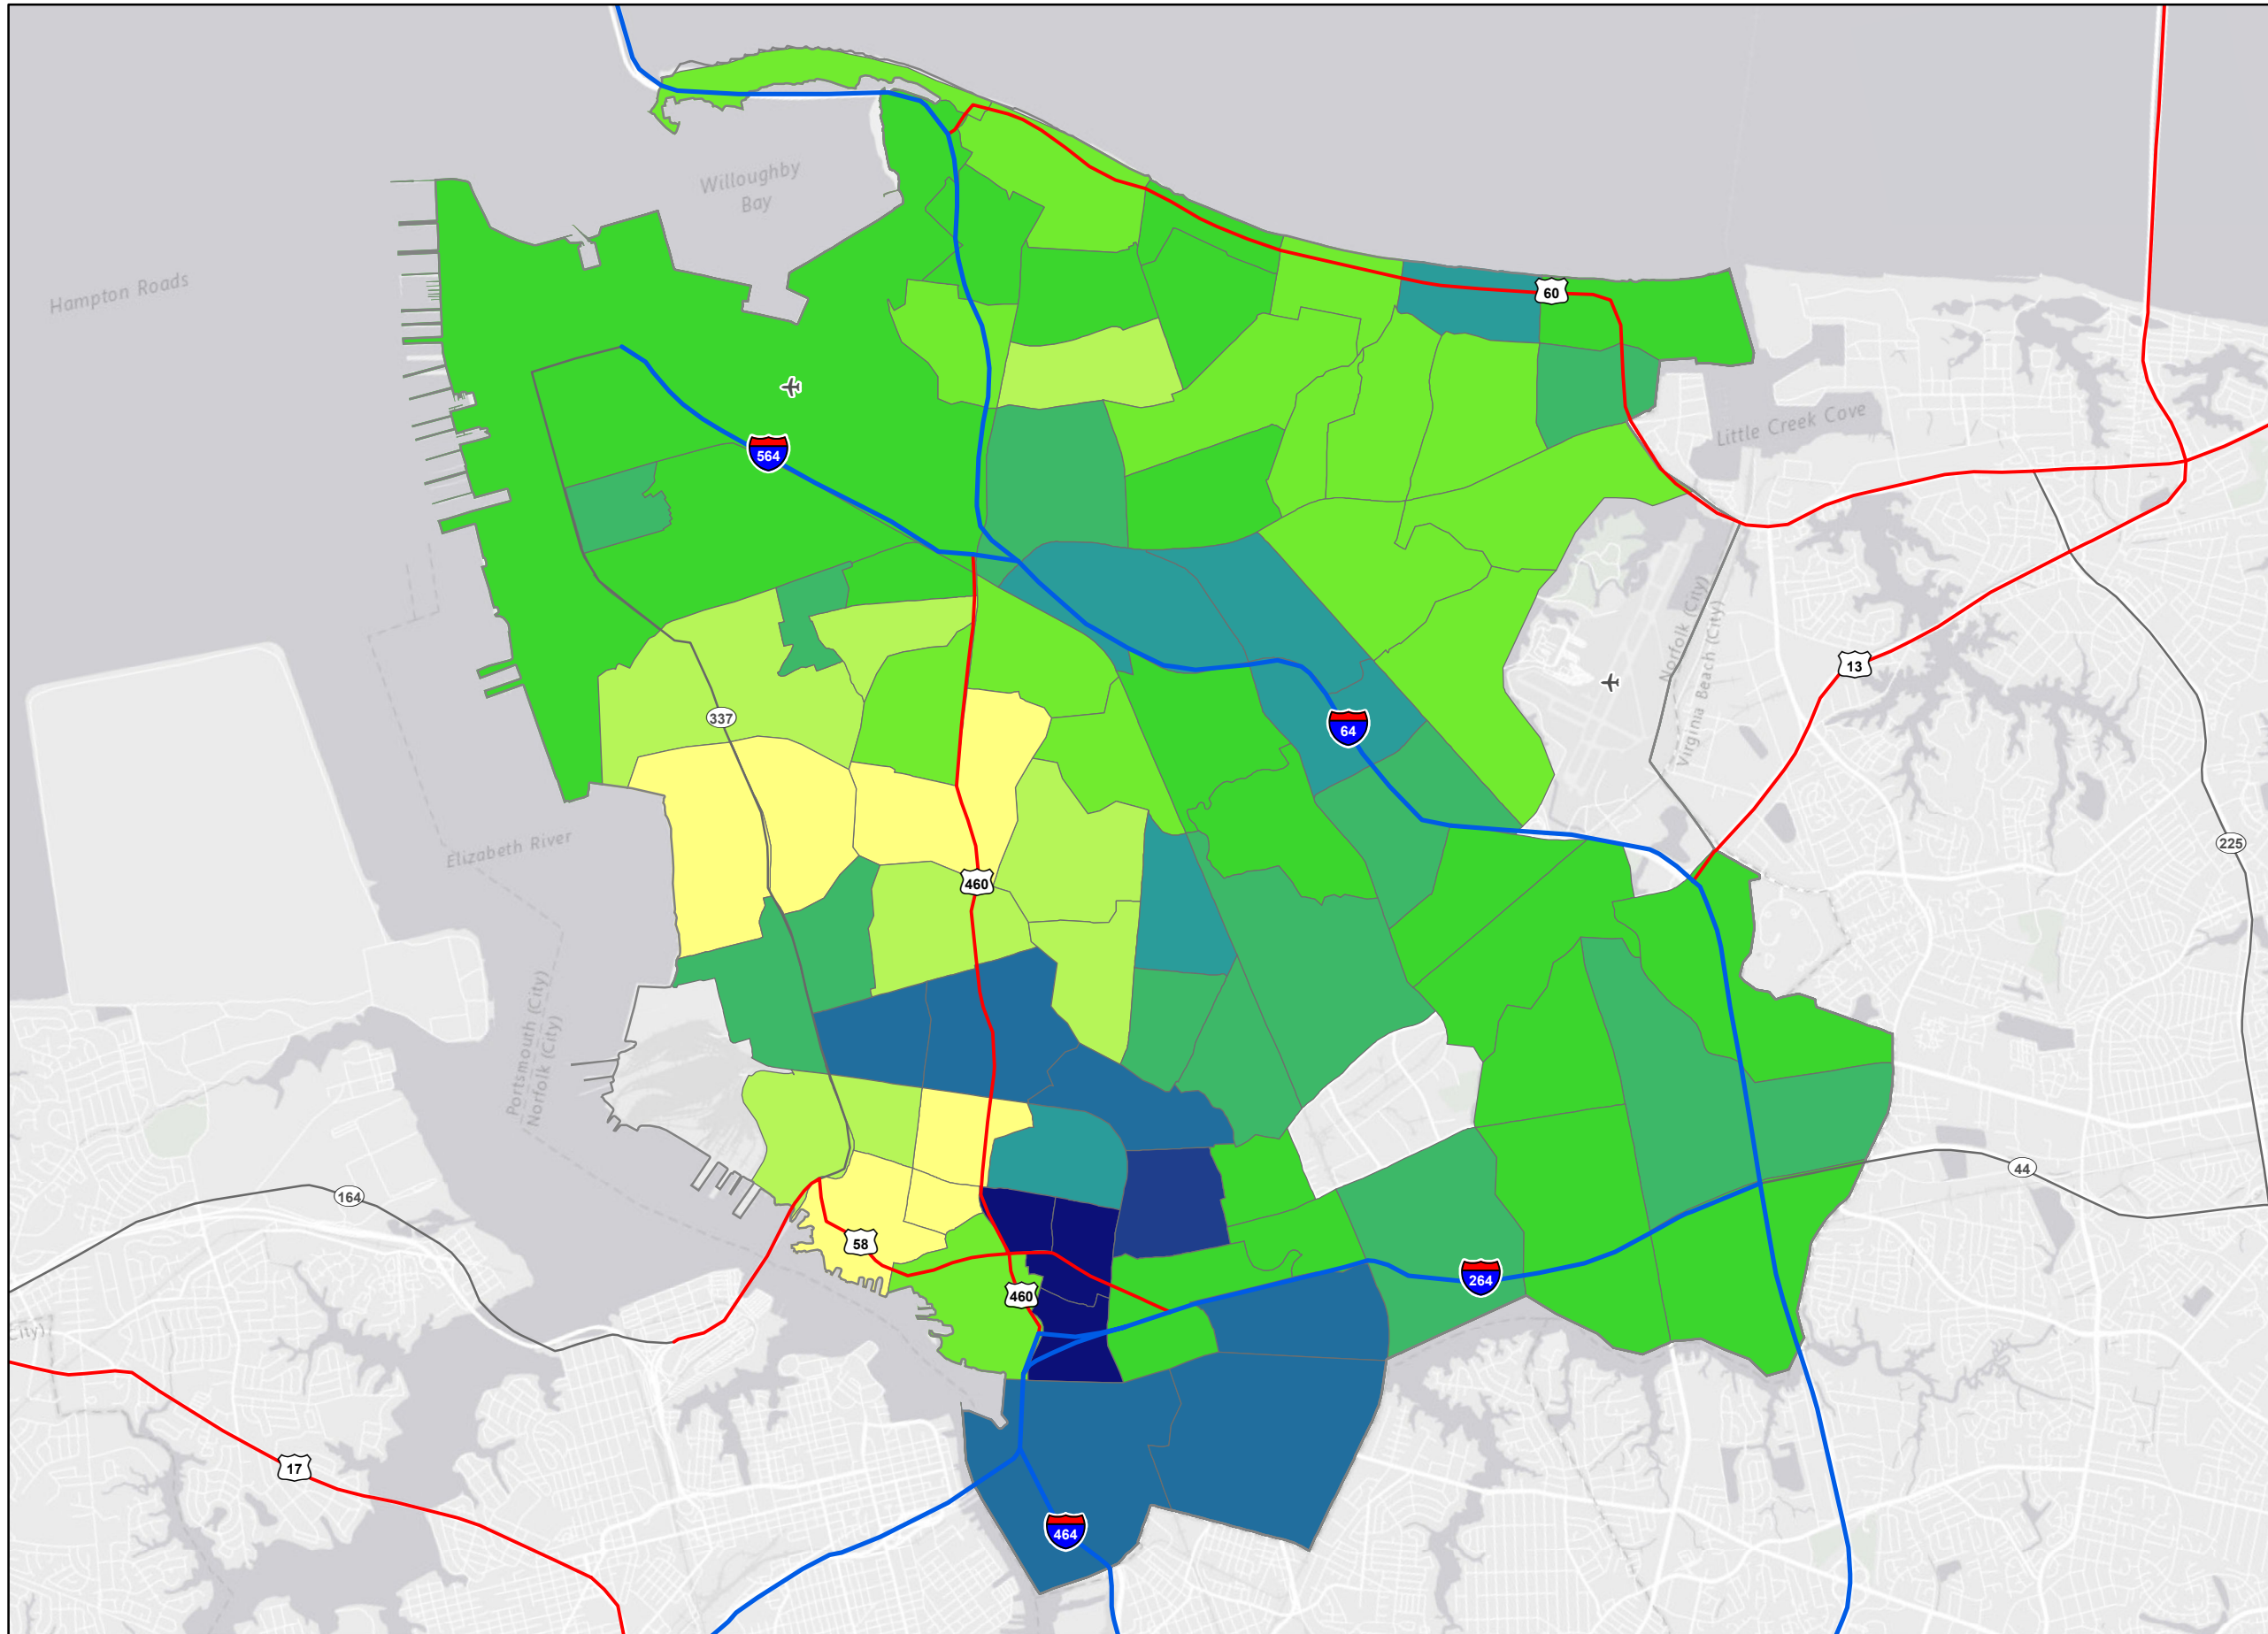 Willoughby
Bay
Hampton Roads
60
Little Creek Cove
564
Norfolk (City)
Virginia Beach (City)
13
337
64
225
Elizabeth River
460
Portsmouth (City)
Norfolk (City)
44
164
58
264
460
City)
17
464